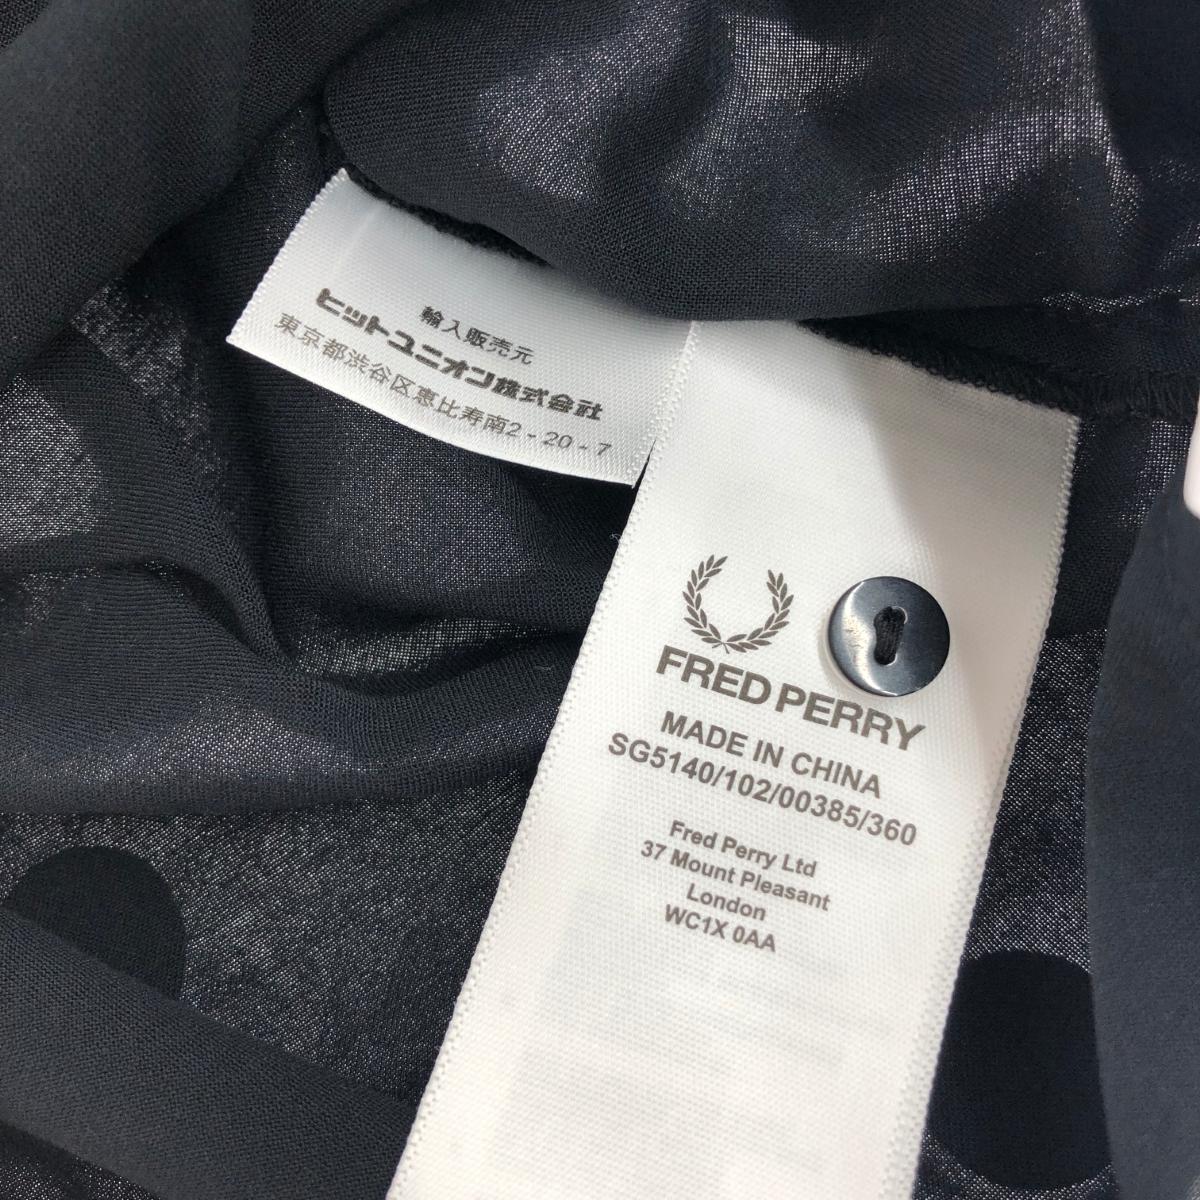 輸入販売元
ヒットユニオン株式会社
東京都渋谷区恵比寿南2-20-7
FRED PERRY
MADE IN CHINA
SG5140/102/00385/360
Fred Perry Ltd
37 Mount Pleasant
London
WC1X 0AA